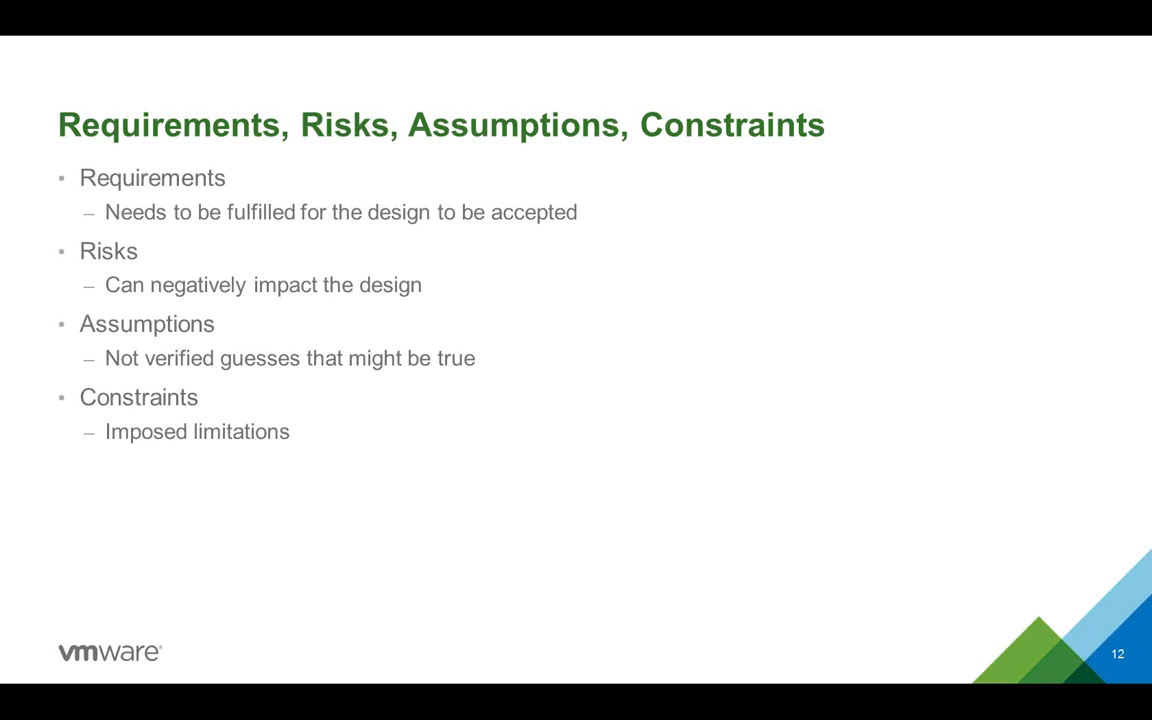 Requirements, Risks, Assumptions, Constraints
• Requirements
– Needs to be fulfilled for the design to be accepted
• Risks
– Can negatively impact the design
• Assumptions
– Not verified guesses that might be true
• Constraints
– Imposed limitations
vmware®
12